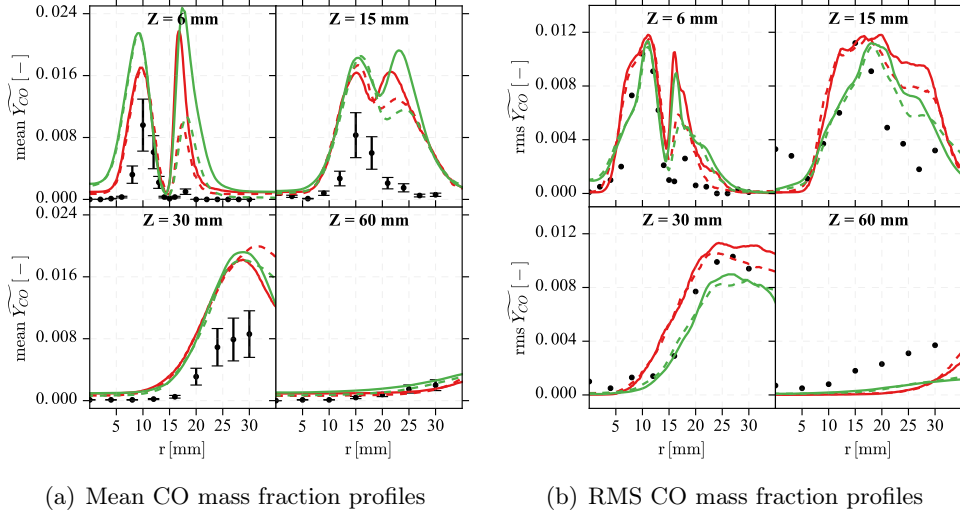 Z = 6 mm Z = 15 mm
0.024
0.016
0.008
0.000
mean Y͠_CO [−]
Z = 30 mm Z = 60 mm
0.024
0.016
0.008
0.000
mean Y͠_CO [−]
5 10 15 20 25 30 5 10 15 20 25 30
r [mm] r [mm]
(a) Mean CO mass fraction profiles
Z = 6 mm Z = 15 mm
0.012
0.008
0.004
0.000
rms Y͠_CO [−]
Z = 30 mm Z = 60 mm
0.012
0.008
0.004
0.000
rms Y͠_CO [−]
5 10 15 20 25 30 5 10 15 20 25 30
r [mm] r [mm]
(b) RMS CO mass fraction profiles